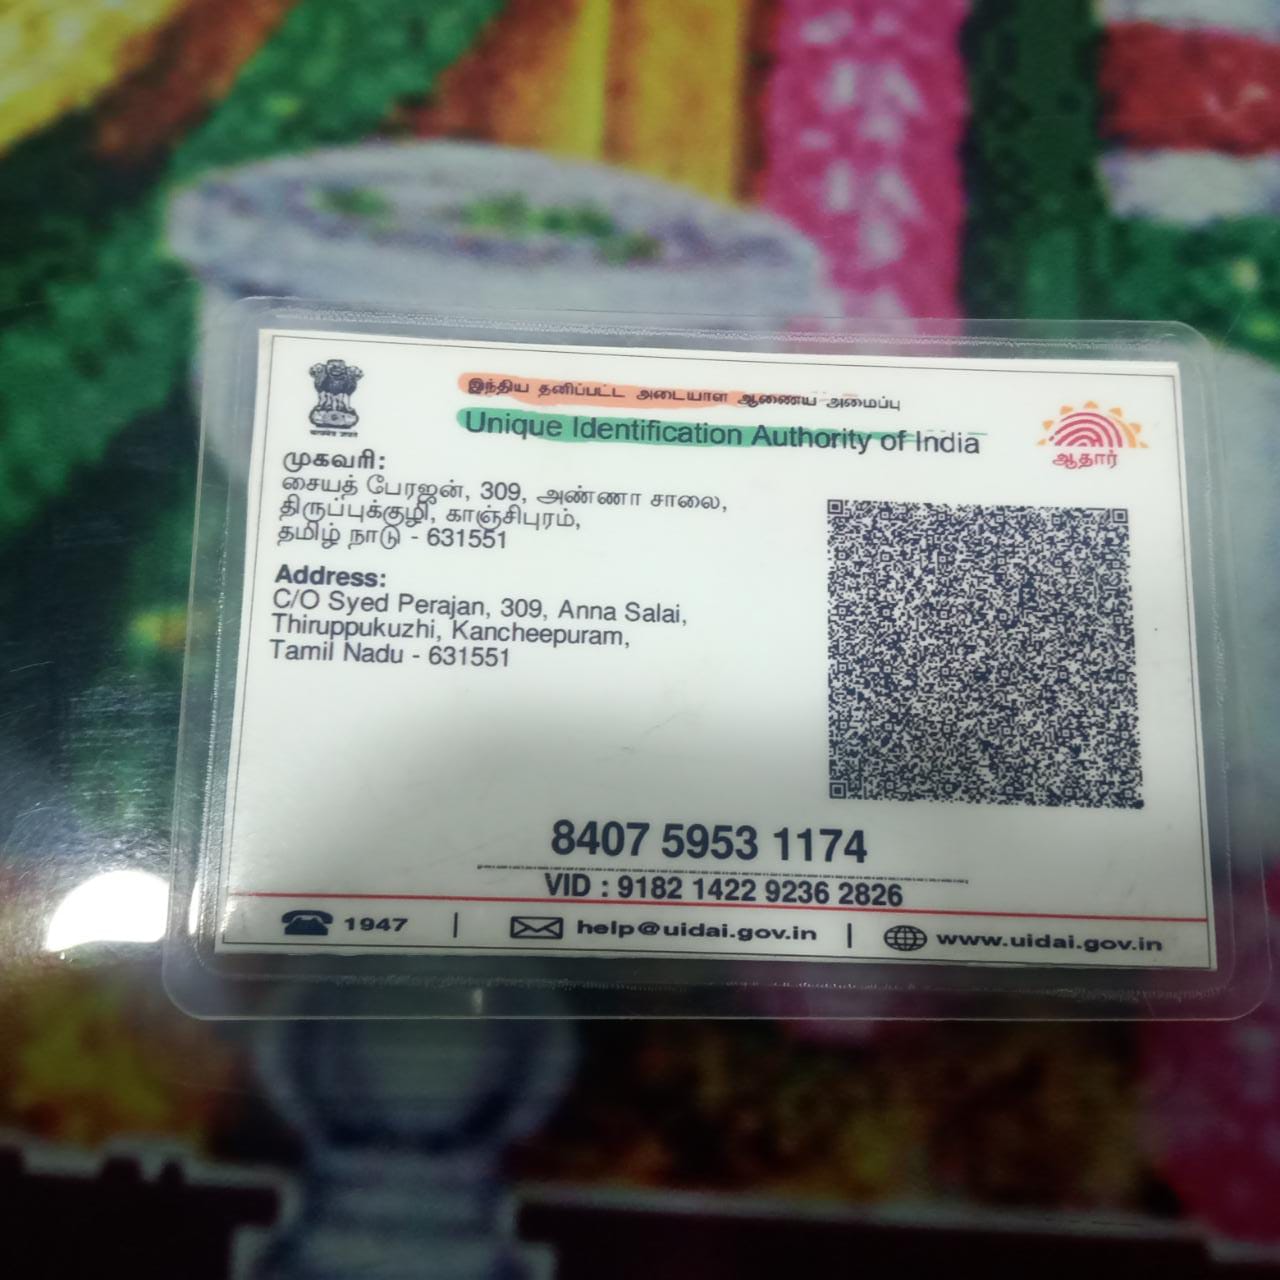 இந்திய தனிப்பட்ட அடையாள ஆணைய அமைப்பு
Unique Identification Authority of India
ஆதார்
முகவரி:
சையத் பேரஜன், 309, அண்ணா சாலை,
திருப்புக்குழி, காஞ்சிபுரம்,
தமிழ் நாடு - 631551
Address:
C/O Syed Perajan, 309, Anna Salai,
Thiruppukuzhi, Kancheepuram,
Tamil Nadu - 631551
8407 5953 1174
VID : 9182 1422 9236 2826
1947 | help@uidai.gov.in | www.uidai.gov.in